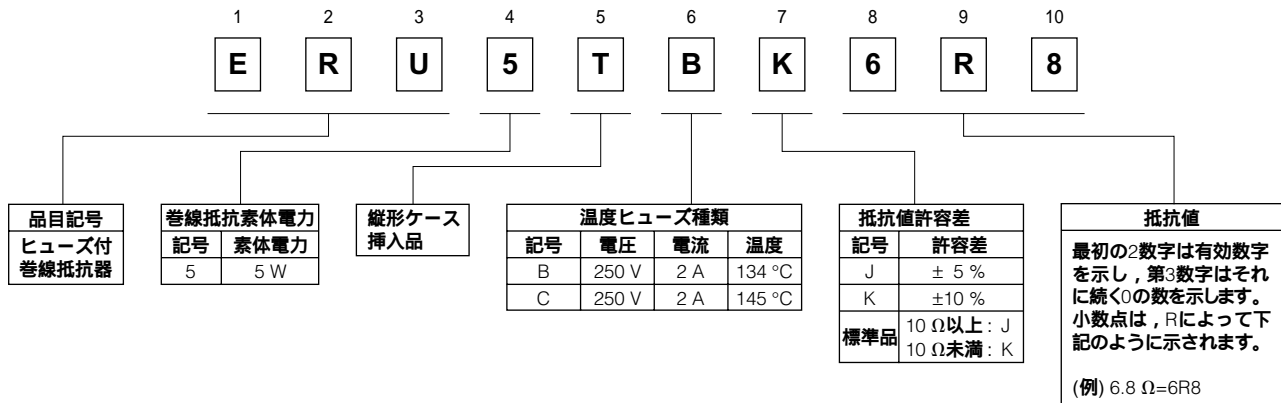 1 2 3 4 5 6 7 8 9 10
E R U 5 T B K 6 R 8
品目記号
ヒューズ付
巻線抵抗器
巻線抵抗素体電力
記号 素体電力
5 5 W
縦形ケース
挿入品
温度ヒューズ種類
記号 電圧 電流 温度
B 250 V 2 A 134 °C
C 250 V 2 A 145 °C
抵抗値許容差
記号 許容差
J ± 5 %
K ±10 %
標準品 10 Ω以上 : J
10 Ω未満 : K
抵抗値
最初の2数字は有効数字
を示し , 第3数字はそれ
に続く0の数を示します。
小数点は , Rによって下
記のように示されます。
(例) 6.8 Ω=6R8